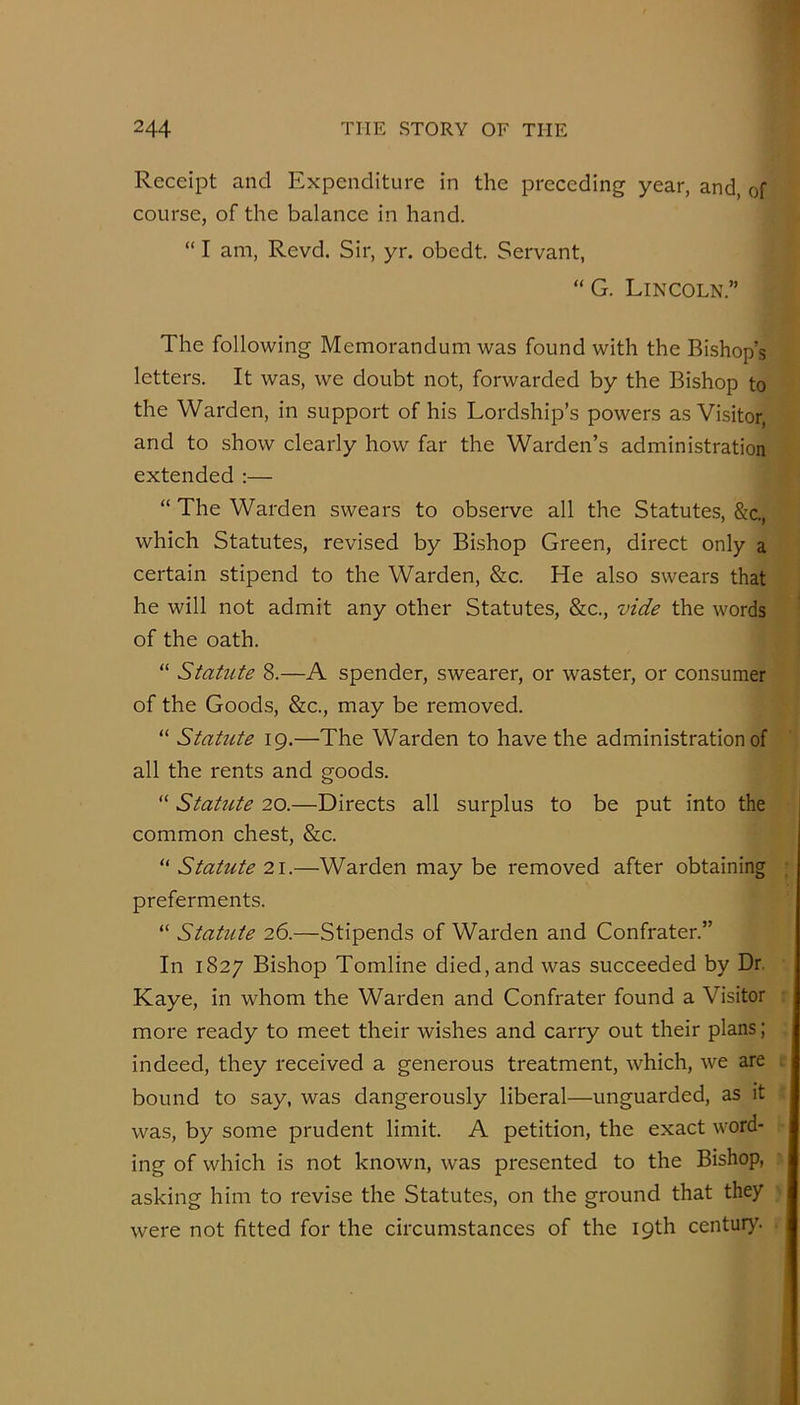 244 THE STORY OF THE
Receipt and Expenditure in the preceding year, and, of
course, of the balance in hand.
“ I am, Revd. Sir, yr. obedt. Servant,
“ G. LINCOLN.”
The following Memorandum was found with the Bishop’s
letters. It was, we doubt not, forwarded by the Bishop to
the Warden, in support of his Lordship’s powers as Visitor,
and to show clearly how far the Warden’s administration
extended :—
“ The Warden swears to observe all the Statutes, &c.,
which Statutes, revised by Bishop Green, direct only a
certain stipend to the Warden, &c. He also swears that
he will not admit any other Statutes, &c., vide the words
of the oath.
“ Statute 8.—A spender, swearer, or waster, or consumer
of the Goods, &c., may be removed.
“ Statute 19.—The Warden to have the administration of
all the rents and goods.
“ Statute 20.—Directs all surplus to be put into the
common chest, &c.
“ Statute 21.—Warden may be removed after obtaining
preferments.
“ Statute 26.—Stipends of Warden and Confrater.”
In 1827 Bishop Tomline died, and was succeeded by Dr.
Kaye, in whom the Warden and Confrater found a Visitor
more ready to meet their wishes and carry out their plans;
indeed, they received a generous treatment, which, we are
bound to say, was dangerously liberal—unguarded, as it
was, by some prudent limit. A petition, the exact word-
ing of which is not known, was presented to the Bishop,
asking him to revise the Statutes, on the ground that they
were not fitted for the circumstances of the 19th century.